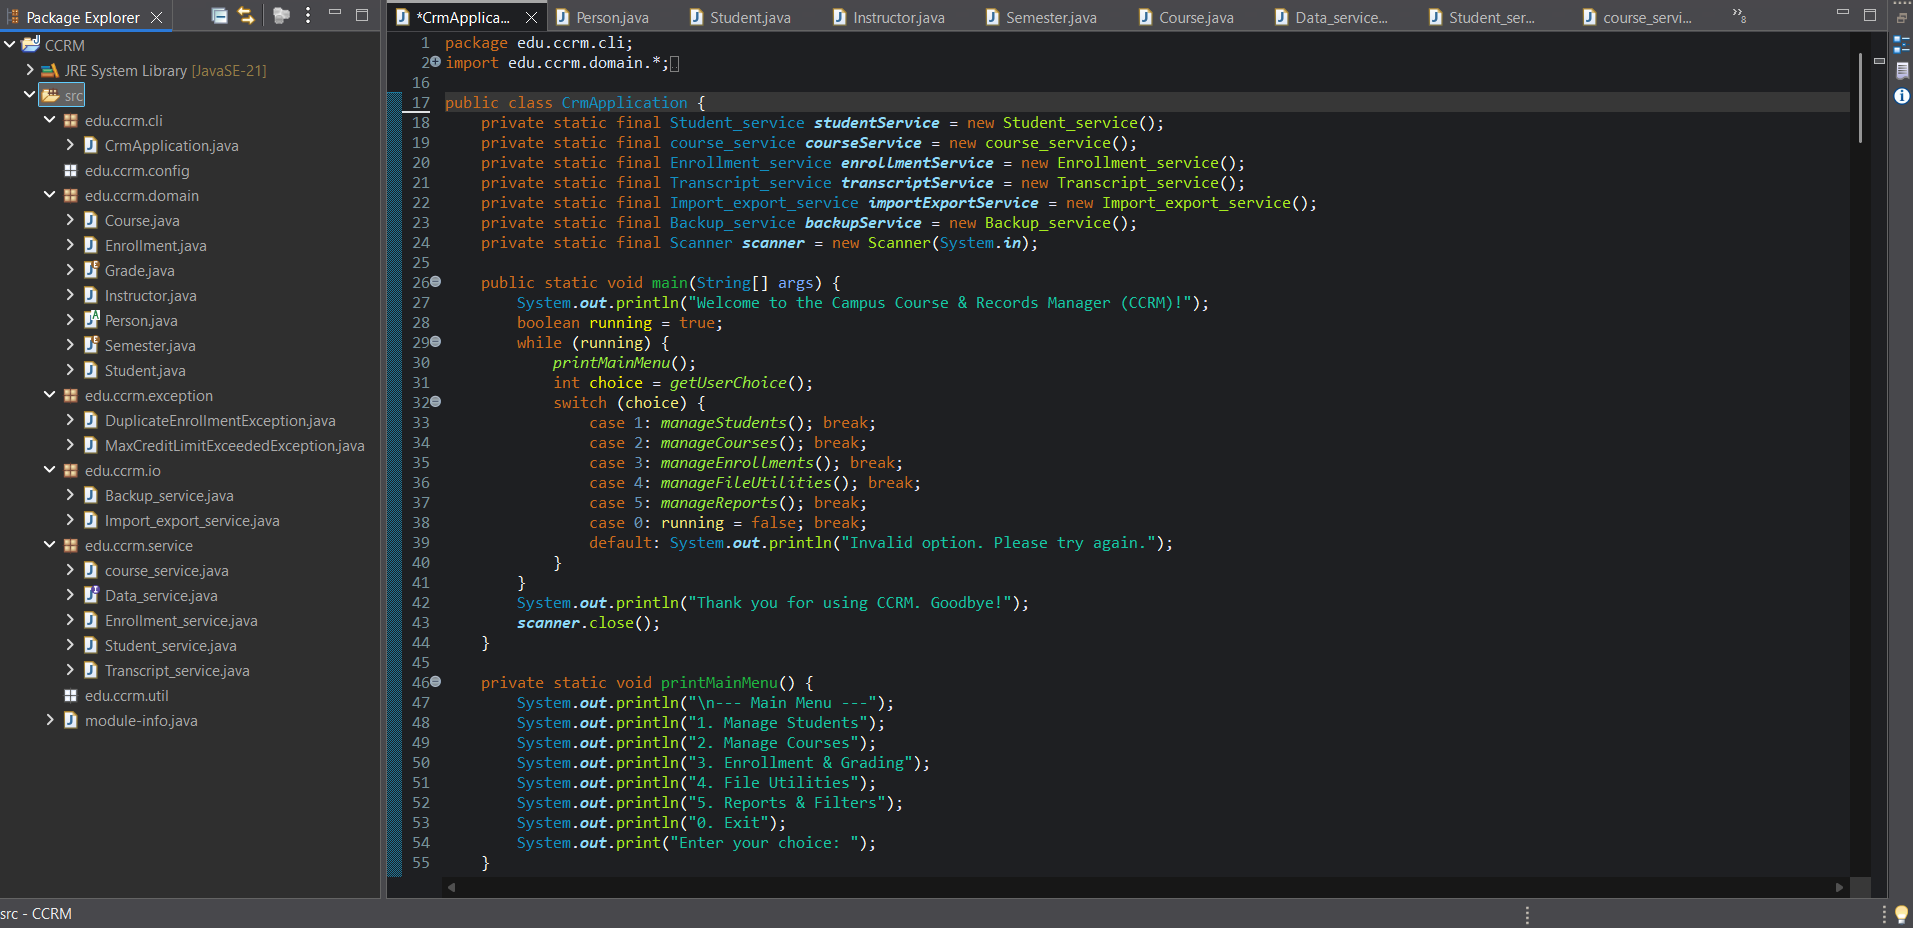 Package Explorer
CCRM
JRE System Library [JavaSE-21]
src
edu.ccrm.cli
CrmApplication.java
edu.ccrm.config
edu.ccrm.domain
Course.java
Enrollment.java
Grade.java
Instructor.java
Person.java
Semester.java
Student.java
edu.ccrm.exception
DuplicateEnrollmentException.java
MaxCreditLimitExceededException.java
edu.ccrm.io
Backup_service.java
Import_export_service.java
edu.ccrm.service
course_service.java
Data_service.java
Enrollment_service.java
Student_service.java
Transcript_service.java
edu.ccrm.util
module-info.java
*CrmApplica... Person.java Student.java Instructor.java Semester.java Course.java Data_service... Student_ser... course_servi... »8
1 package edu.ccrm.cli;
2 import edu.ccrm.domain.*;
16
17 public class CrmApplication {
18 private static final Student_service studentService = new Student_service();
19 private static final course_service courseService = new course_service();
20 private static final Enrollment_service enrollmentService = new Enrollment_service();
21 private static final Transcript_service transcriptService = new Transcript_service();
22 private static final Import_export_service importExportService = new Import_export_service();
23 private static final Backup_service backupService = new Backup_service();
24 private static final Scanner scanner = new Scanner(System.in);
25
26 public static void main(String[] args) {
27 System.out.println("Welcome to the Campus Course & Records Manager (CCRM)!");
28 boolean running = true;
29 while (running) {
30 printMainMenu();
31 int choice = getUserChoice();
32 switch (choice) {
33 case 1: manageStudents(); break;
34 case 2: manageCourses(); break;
35 case 3: manageEnrollments(); break;
36 case 4: manageFileUtilities(); break;
37 case 5: manageReports(); break;
38 case 0: running = false; break;
39 default: System.out.println("Invalid option. Please try again.");
40 }
41 }
42 System.out.println("Thank you for using CCRM. Goodbye!");
43 scanner.close();
44 }
45
46 private static void printMainMenu() {
47 System.out.println("\n--- Main Menu ---");
48 System.out.println("1. Manage Students");
49 System.out.println("2. Manage Courses");
50 System.out.println("3. Enrollment & Grading");
51 System.out.println("4. File Utilities");
52 System.out.println("5. Reports & Filters");
53 System.out.println("0. Exit");
54 System.out.print("Enter your choice: ");
55 }
src - CCRM